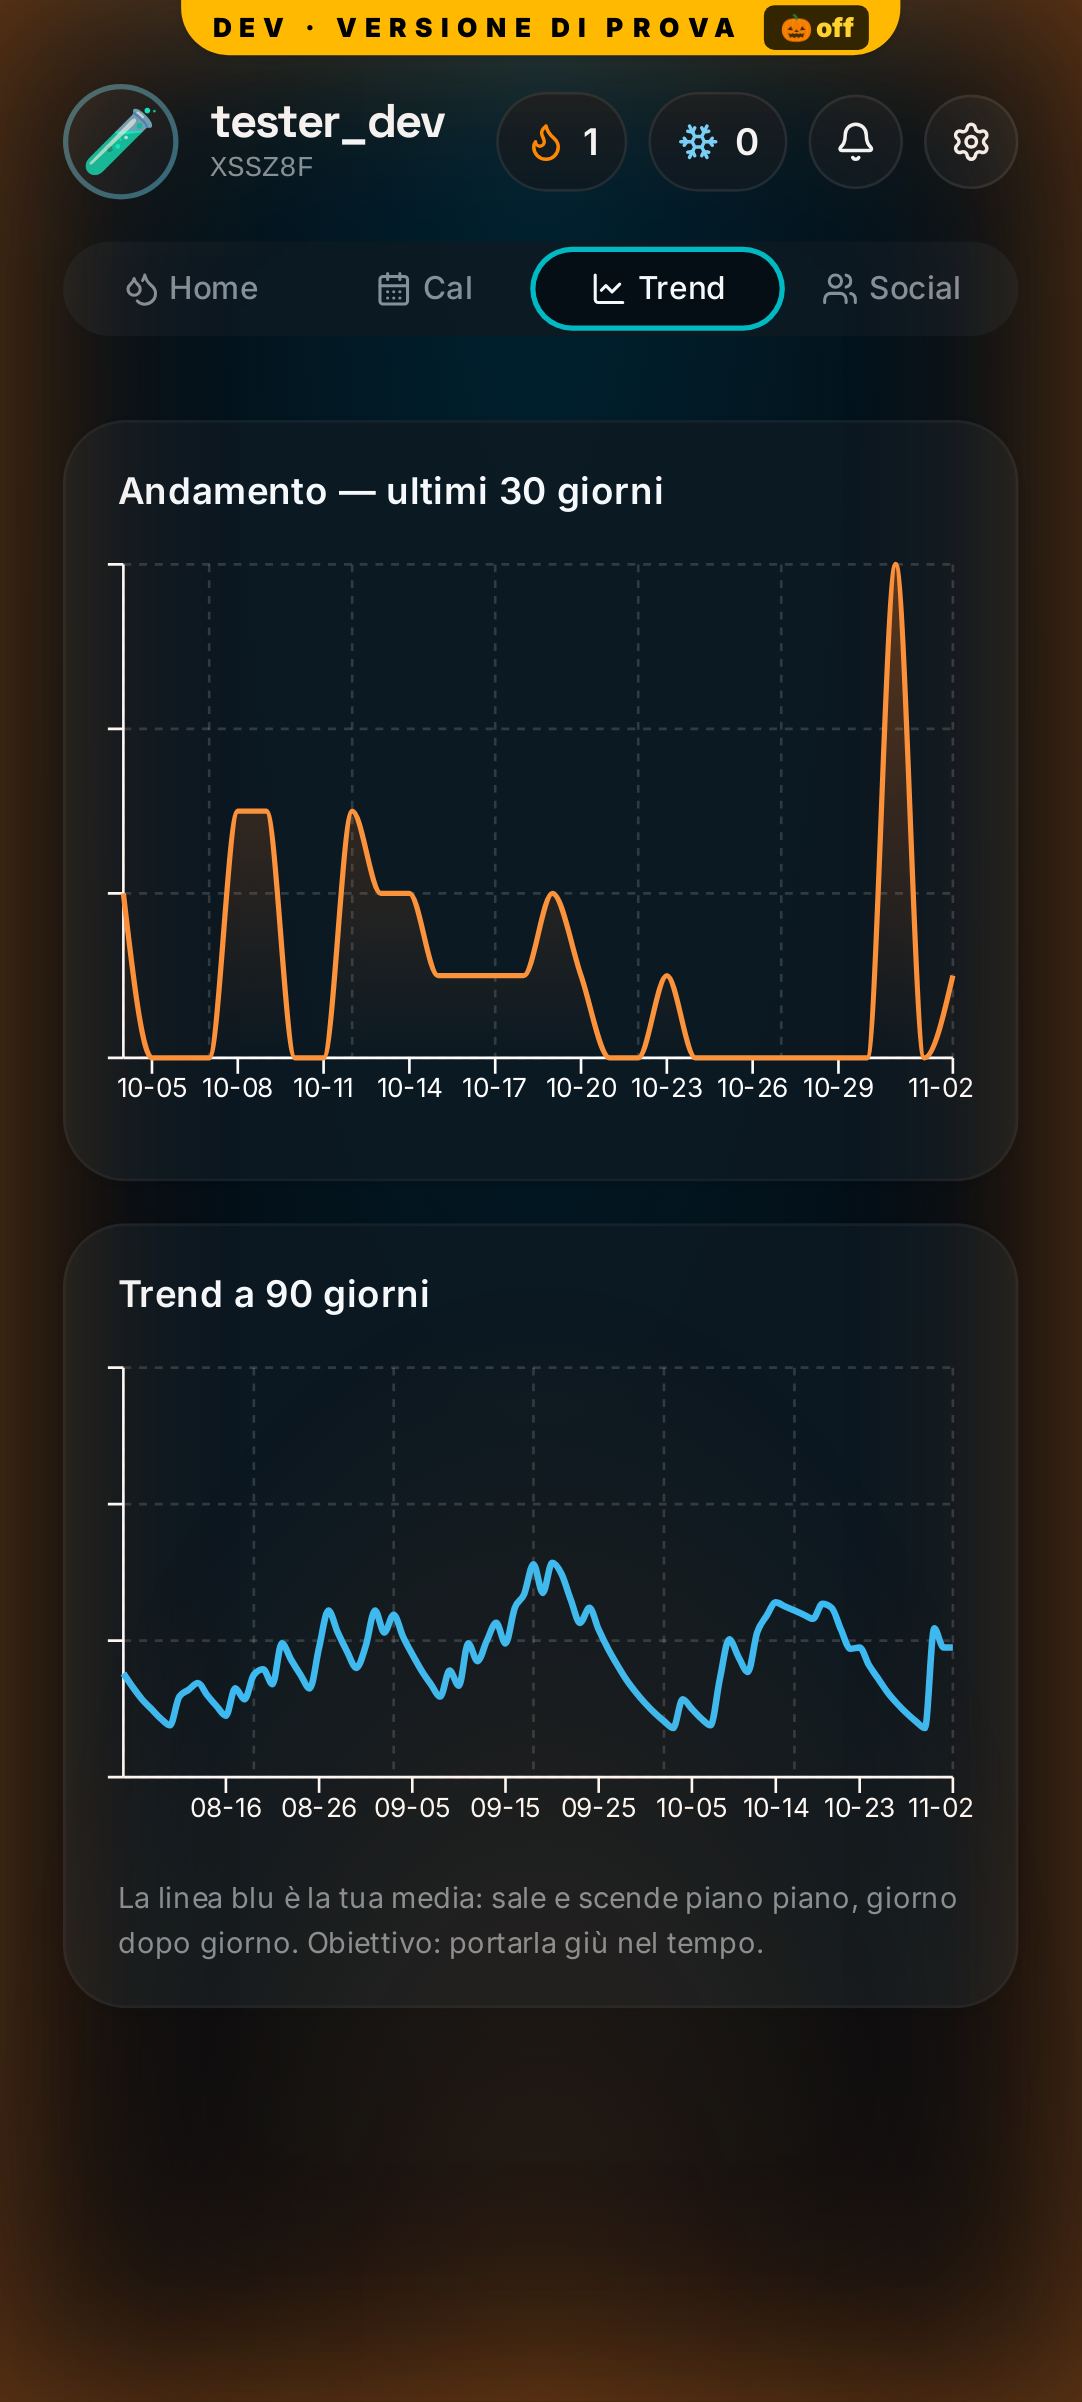 DEV · VERSIONE DI PROVA 🎃 off
tester_dev
XSSZ8F
1
0
Home
Cal
Trend
Social
Andamento — ultimi 30 giorni
10-05 10-08 10-11 10-14 10-17 10-20 10-23 10-26 10-29 11-02
Trend a 90 giorni
08-16 08-26 09-05 09-15 09-25 10-05 10-14 10-23 11-02
La linea blu è la tua media: sale e scende piano piano, giorno
dopo giorno. Obiettivo: portarla giù nel tempo.